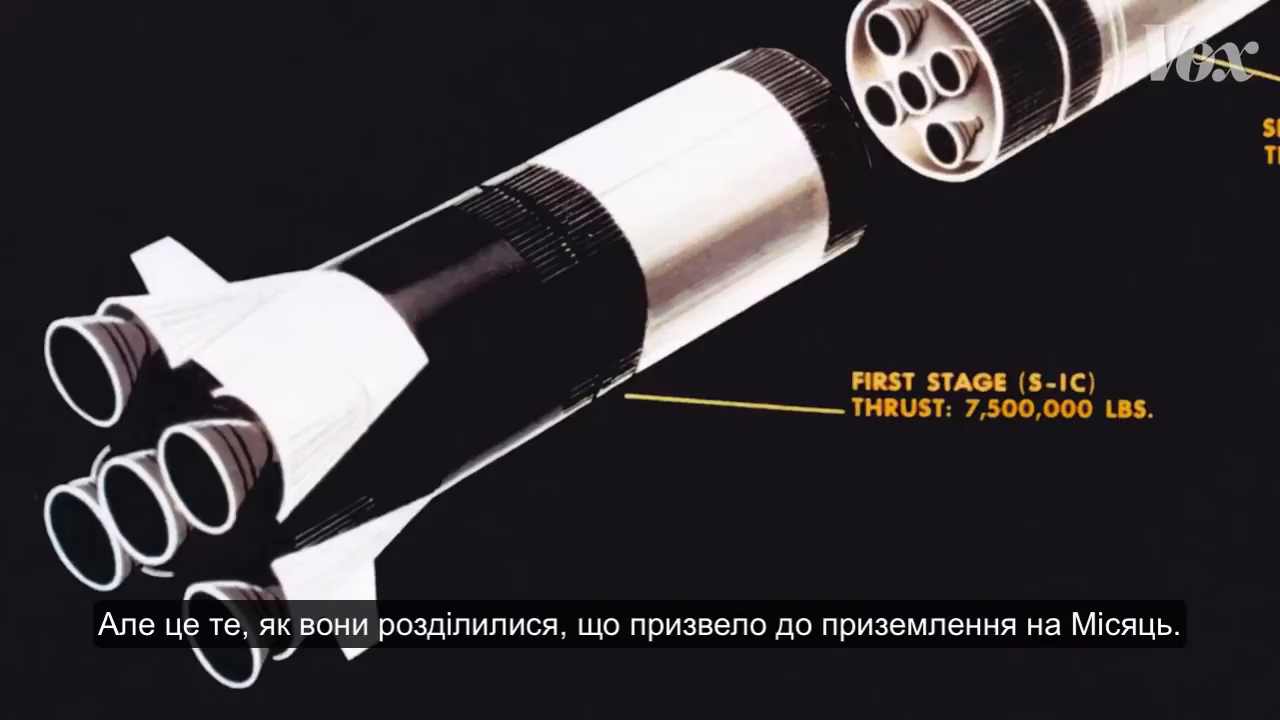 Vox
FIRST STAGE (S-IC)
THRUST: 7,500,000 LBS.
Але це те, як вони розділилися, що призвело до приземлення на Місяць.